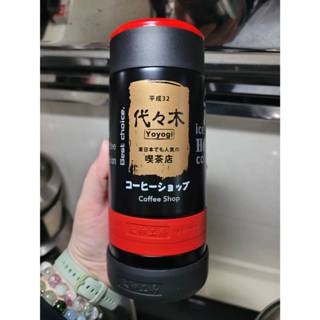 平成32
代々木
Yoyogi
東日本でも人気の
喫茶店
コーヒーショップ
Coffee Shop
Best choice.